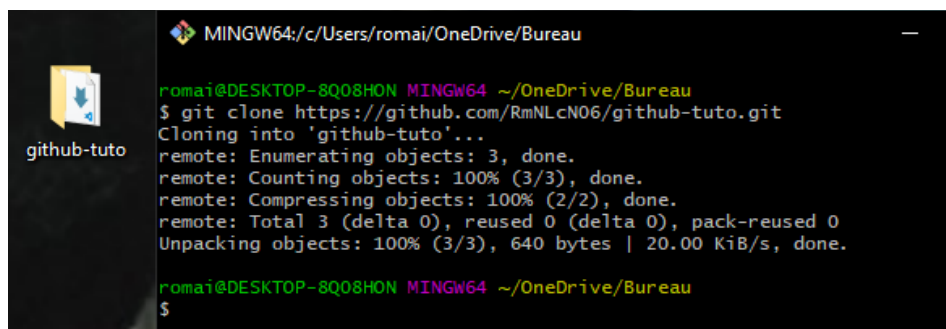 MINGW64:/c/Users/romai/OneDrive/Bureau
romai@DESKTOP-8QO8HON MINGW64 ~/OneDrive/Bureau
$ git clone https://github.com/RmNLcN06/github-tuto.git
Cloning into 'github-tuto'...
remote: Enumerating objects: 3, done.
remote: Counting objects: 100% (3/3), done.
remote: Compressing objects: 100% (2/2), done.
remote: Total 3 (delta 0), reused 0 (delta 0), pack-reused 0
Unpacking objects: 100% (3/3), 640 bytes | 20.00 KiB/s, done.
romai@DESKTOP-8QO8HON MINGW64 ~/OneDrive/Bureau
$
github-tuto